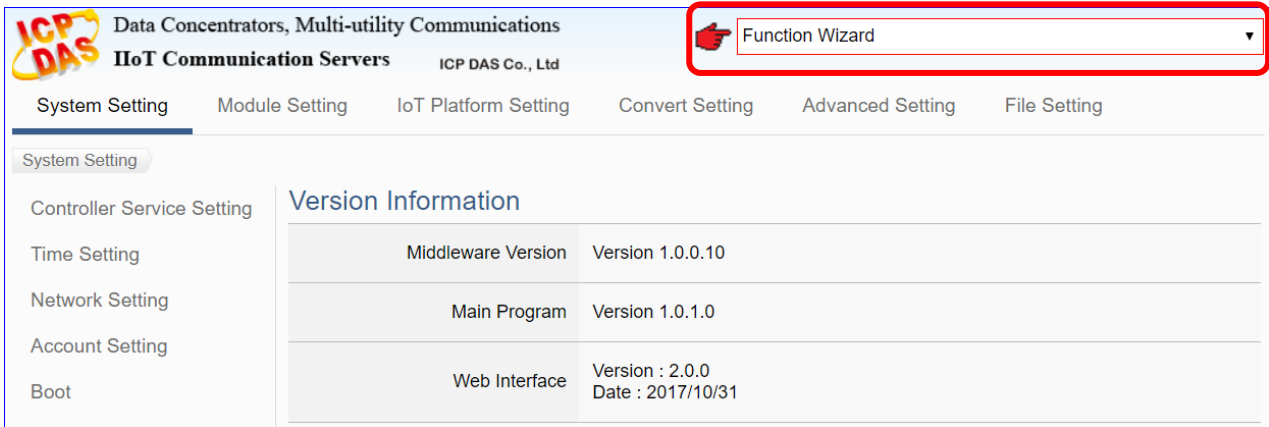 ICP DAS
Data Concentrators, Multi-utility Communications
IIoT Communication Servers ICP DAS Co., Ltd
Function Wizard
System Setting Module Setting IoT Platform Setting Convert Setting Advanced Setting File Setting
System Setting
Controller Service Setting
Time Setting
Network Setting
Account Setting
Boot
Version Information
Middleware Version Version 1.0.0.10
Main Program Version 1.0.1.0
Web Interface Version : 2.0.0
Date : 2017/10/31